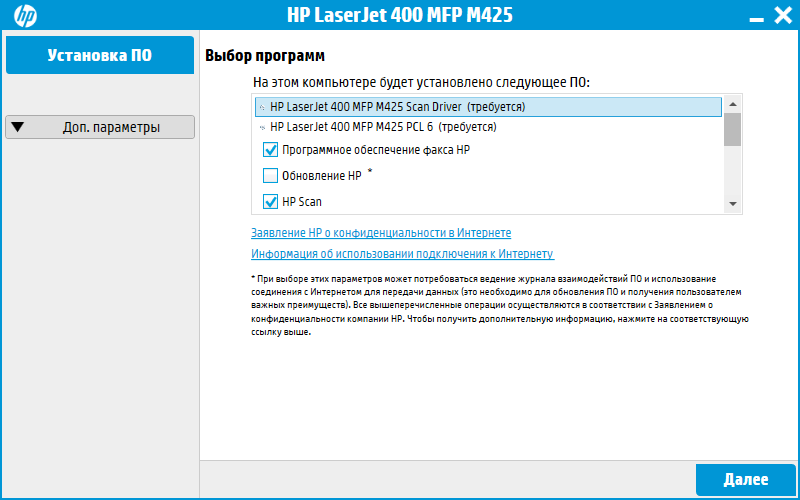 hp
HP LaserJet 400 MFP M425
Установка ПО
Доп. параметры
Выбор программ
На этом компьютере будет установлено следующее ПО:
HP LaserJet 400 MFP M425 Scan Driver (требуется)
HP LaserJet 400 MFP M425 PCL 6 (требуется)
Программное обеспечение факса HP
Обновление HP *
HP Scan
Заявление HP о конфиденциальности в Интернете
Информация об использовании подключения к Интернету
* При выборе этих параметров может потребоваться ведение журнала взаимодействий ПО и использование
соединения с Интернетом для передачи данных (это необходимо для обновления ПО и получения пользователем
важных преимуществ). Все вышеперечисленные операции осуществляются в соответствии с Заявлением о
конфиденциальности компании HP. Чтобы получить дополнительную информацию, нажмите на соответствующую
ссылку выше.
Далее